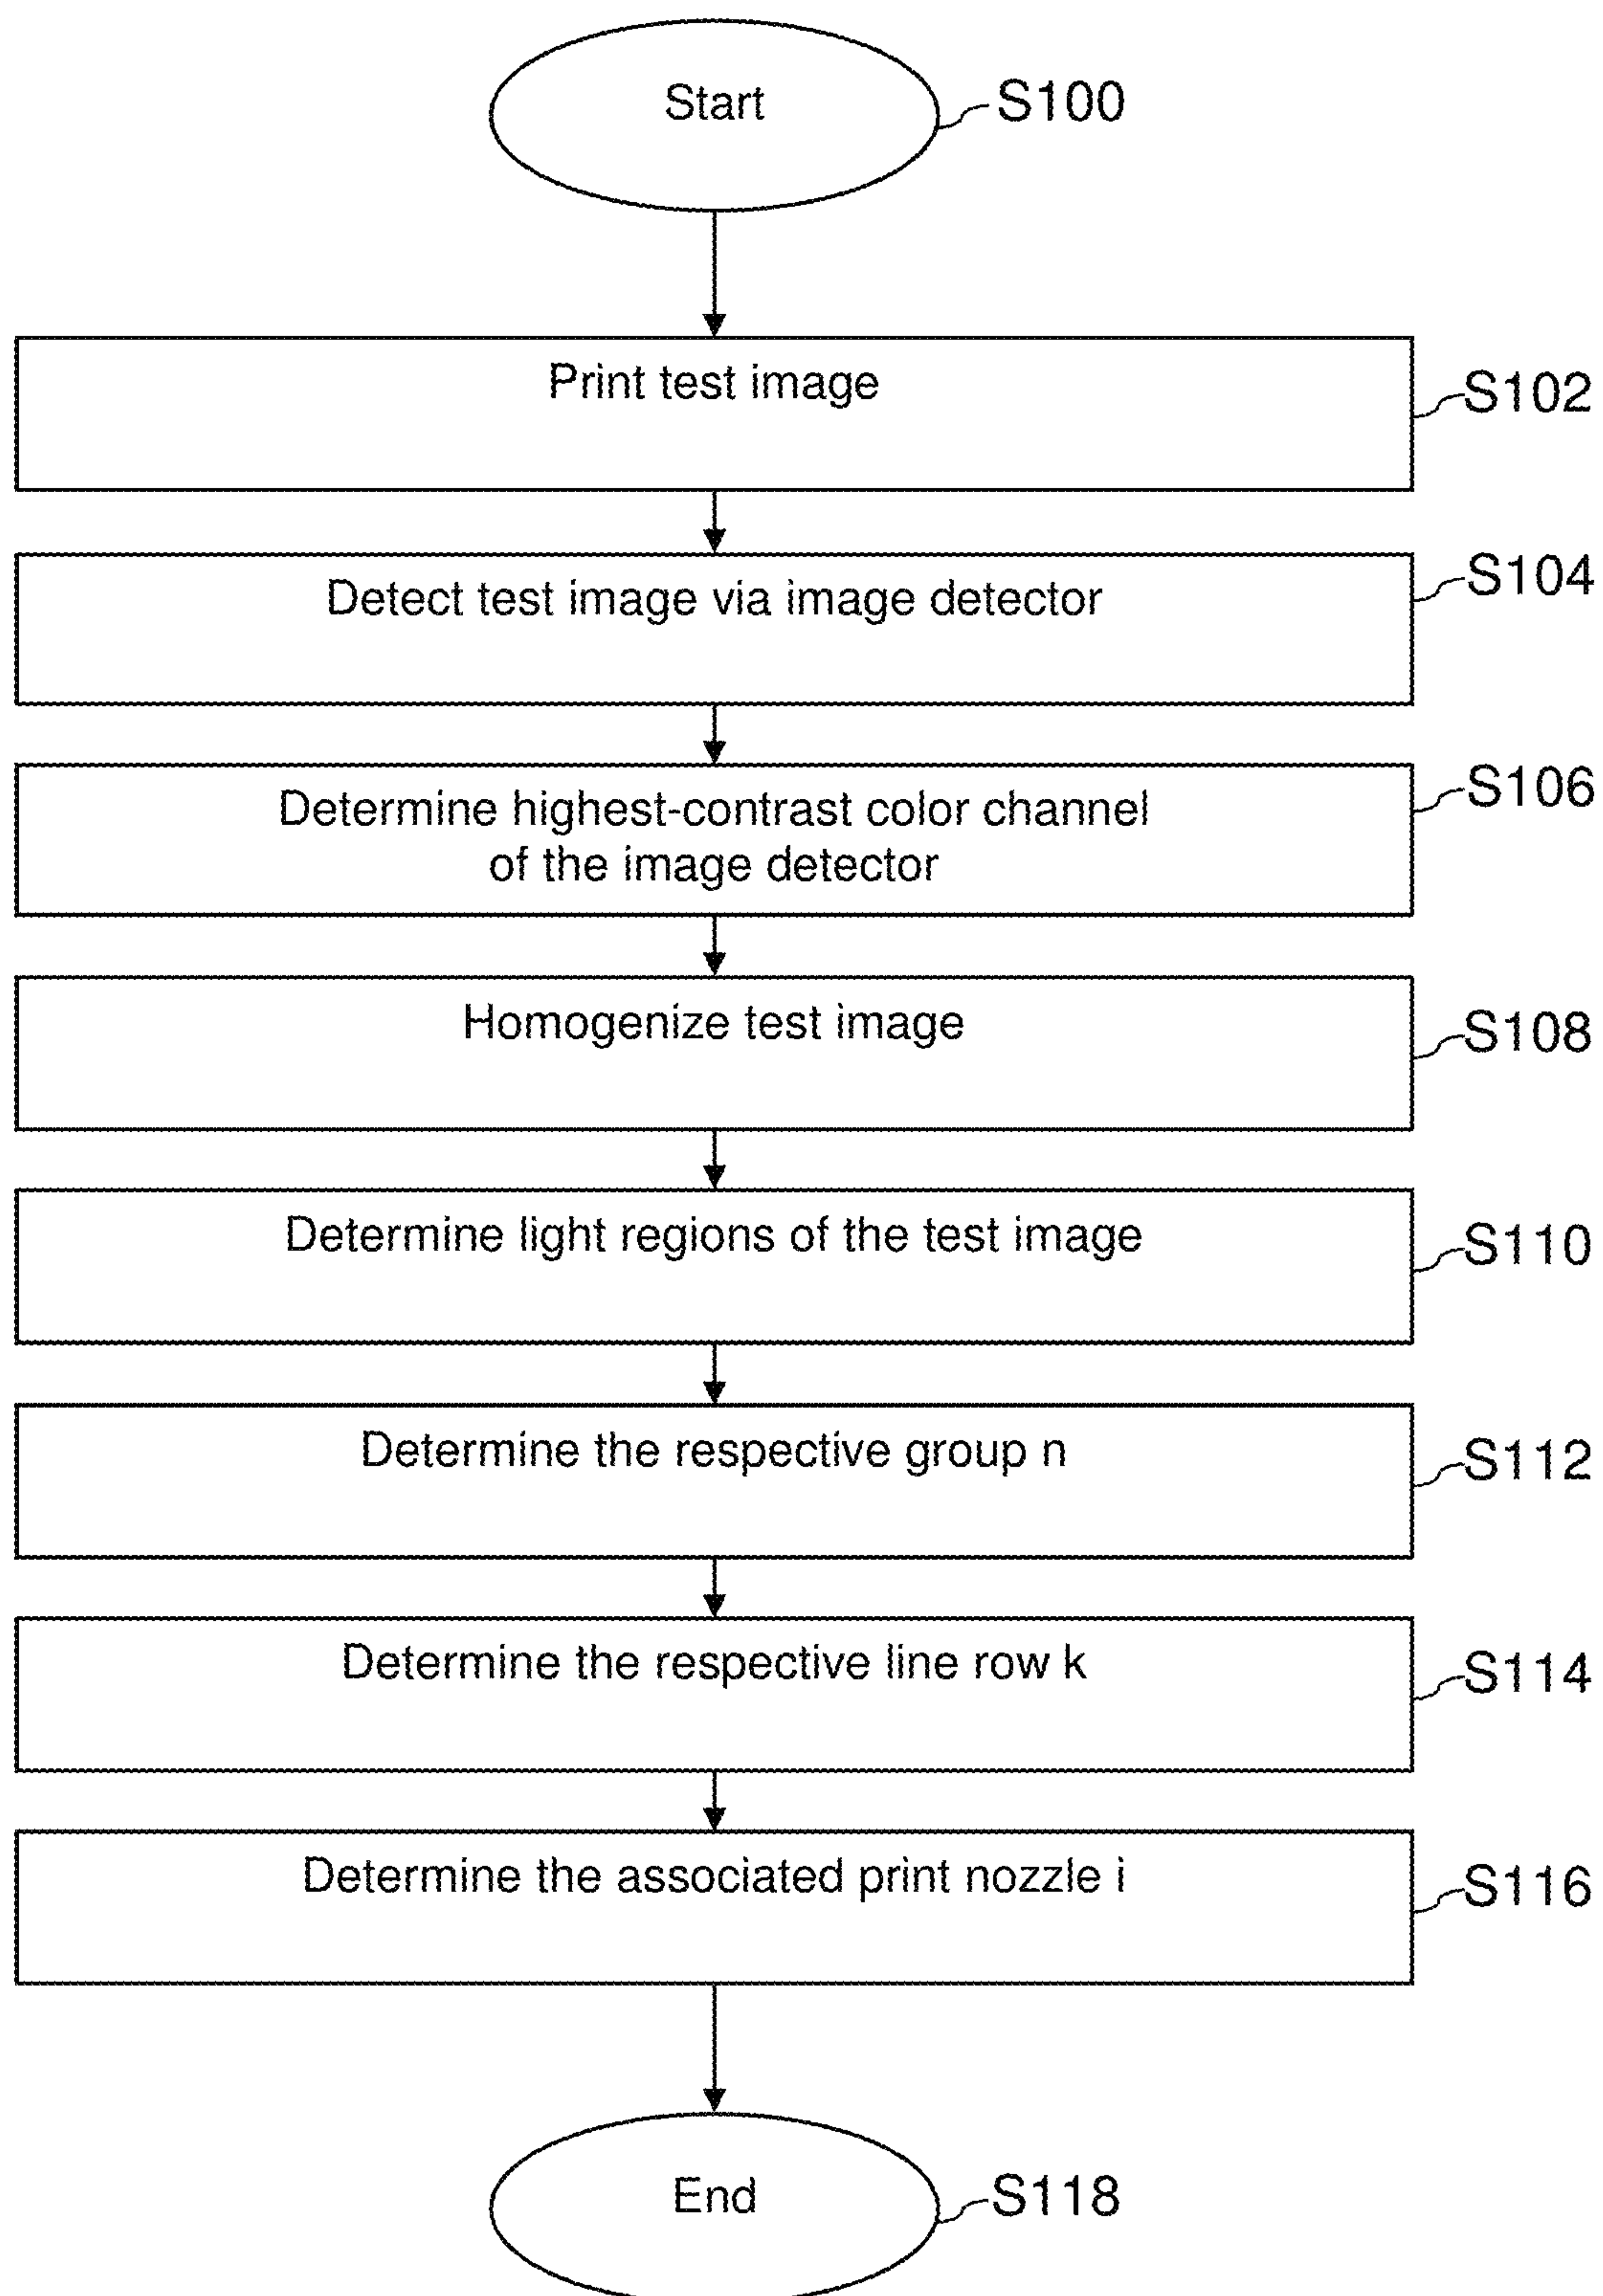 Start
S100
Print test image
S102
Detect test image via image detector
S104
Determine highest-contrast color channel
of the image detector
S106
Homogenize test image
S108
Determine light regions of the test image
S110
Determine the respective group n
S112
Determine the respective line row k
S114
Determine the associated print nozzle i
S116
End
S118